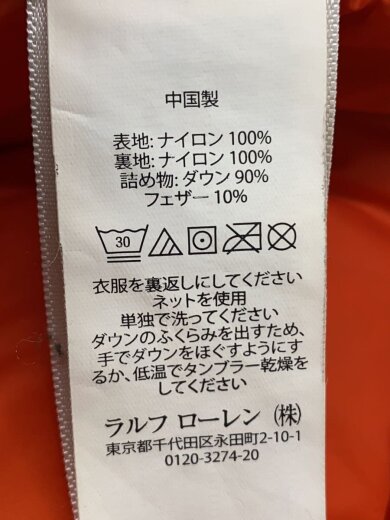 中国製
表地: ナイロン 100%
裏地: ナイロン 100%
詰め物: ダウン 90%
フェザー 10%
30
衣服を裏返しにしてください
ネットを使用
単独で洗ってください
ダウンのふくらみを出すため、
手でダウンをほぐすようにす
るか、低温でタンブラー乾燥を
してください
ラルフ ローレン (株)
東京都千代田区永田町2-10-1
0120-3274-20